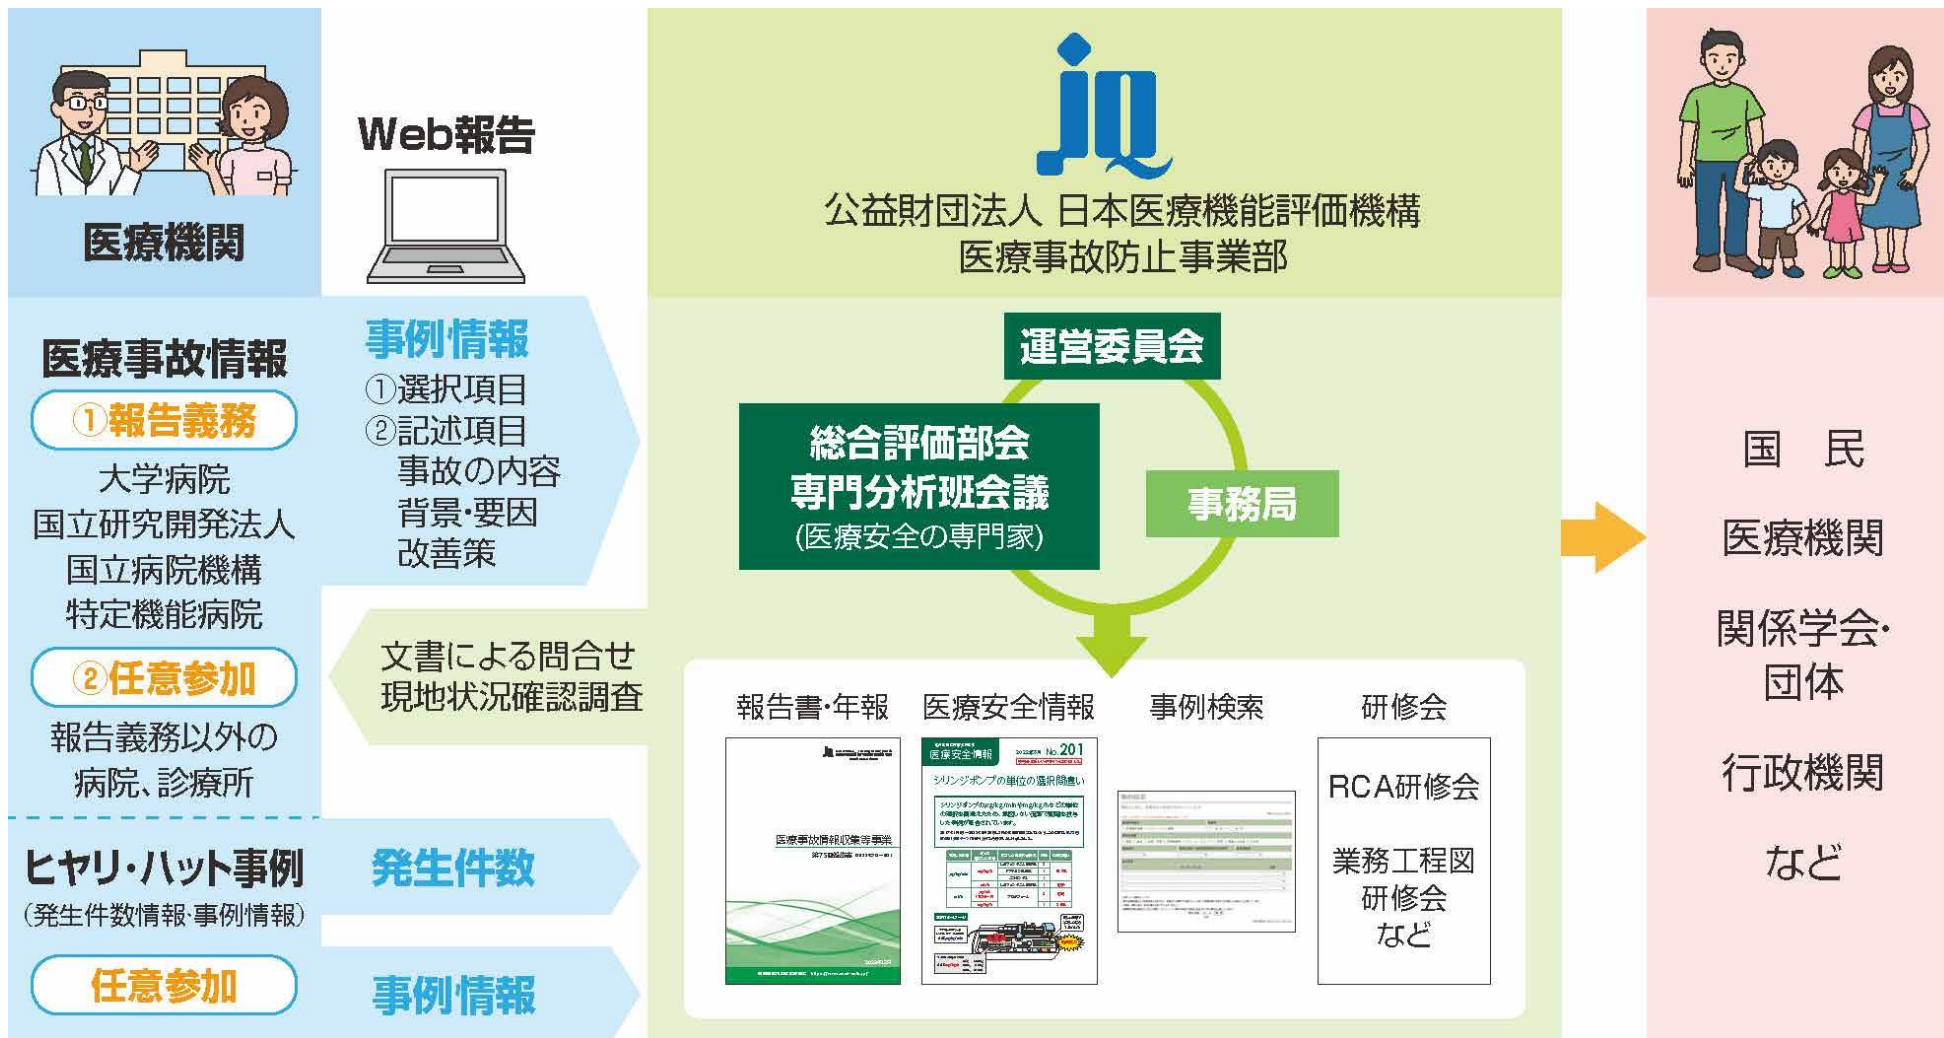 医療機関
医療事故情報
①報告義務
大学病院
国立研究開発法人
国立病院機構
特定機能病院
②任意参加
報告義務以外の
病院、診療所
ヒヤリ・ハット事例
(発生件数情報・事例情報)
任意参加
Web報告
事例情報
①選択項目
②記述項目
事故の内容
背景・要因
改善策
文書による問合せ
現地状況確認調査
発生件数
事例情報
jq
公益財団法人 日本医療機能評価機構
医療事故防止事業部
運営委員会
総合評価部会
専門分析班会議
(医療安全の専門家)
事務局
報告書・年報
医療事故情報収集等事業
医療安全情報
医療安全情報
No.201
シリンジポンプの単位の選択間違い
事例検索
研修会
RCA研修会
業務工程図
研修会
など
国　民
医療機関
関係学会・
団体
行政機関
など